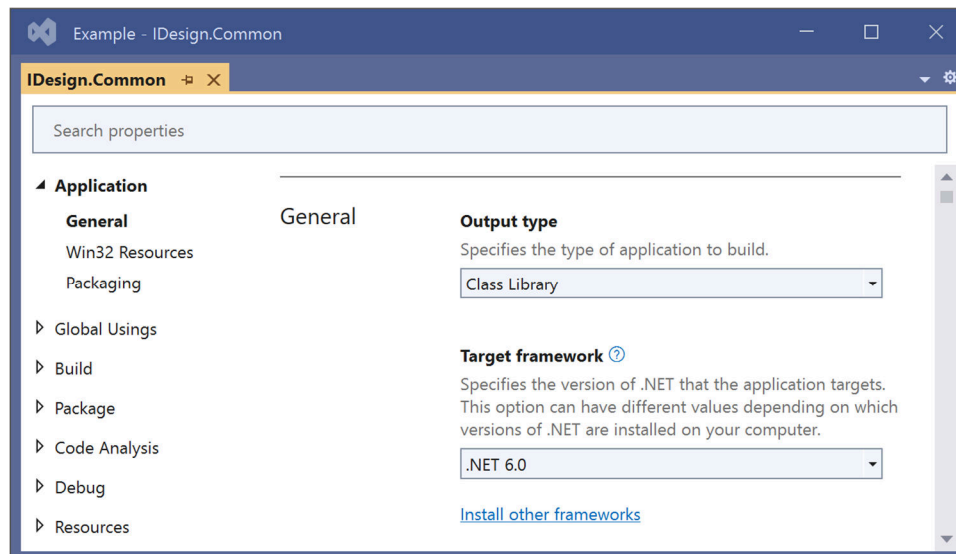 Example - IDesign.Common
IDesign.Common
Search properties
Application
General
Win32 Resources
Packaging
Global Usings
Build
Package
Code Analysis
Debug
Resources
General
Output type
Specifies the type of application to build.
Class Library
Target framework
Specifies the version of .NET that the application targets.
This option can have different values depending on which
versions of .NET are installed on your computer.
.NET 6.0
Install other frameworks